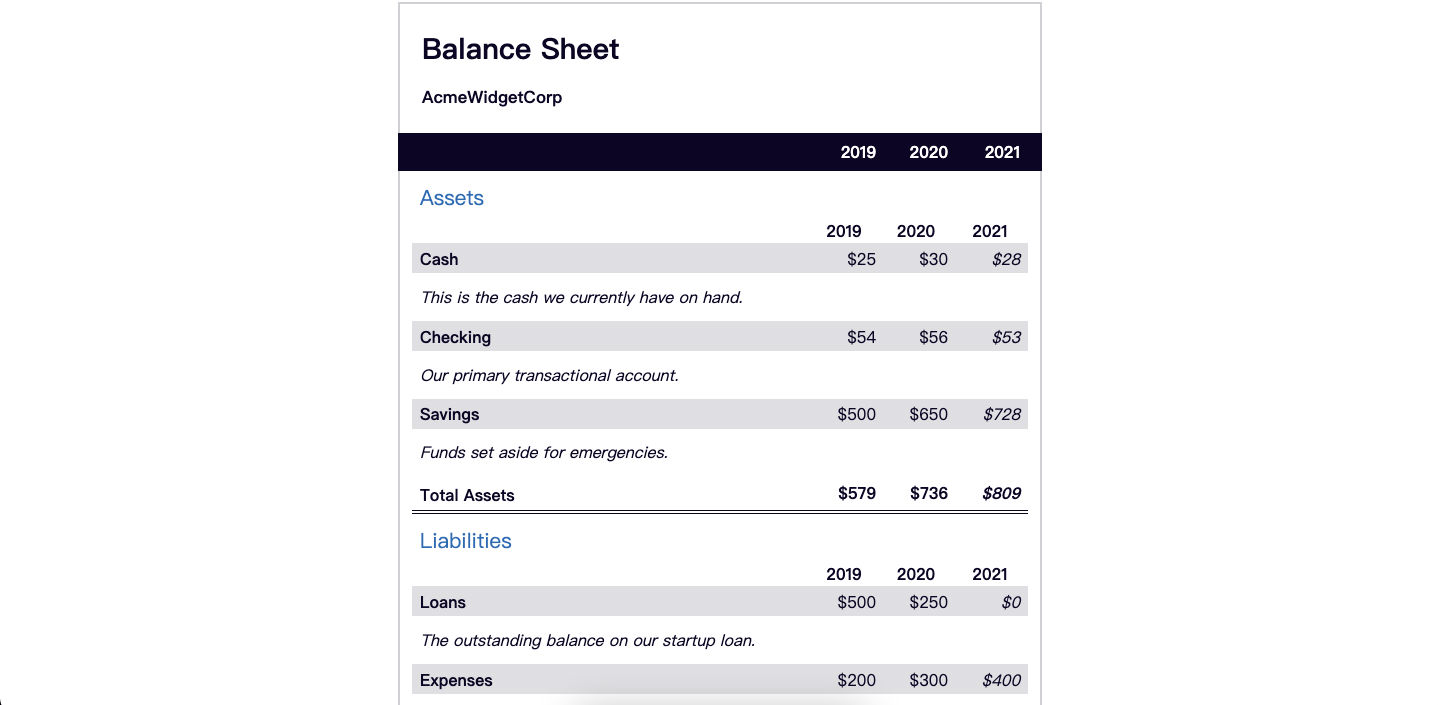 Balance Sheet
AcmeWidgetCorp
2019 2020 2021
Assets
2019 2020 2021
Cash $25 $30 $28
This is the cash we currently have on hand.
Checking $54 $56 $53
Our primary transactional account.
Savings $500 $650 $728
Funds set aside for emergencies.
Total Assets $579 $736 $809
Liabilities
2019 2020 2021
Loans $500 $250 $0
The outstanding balance on our startup loan.
Expenses $200 $300 $400